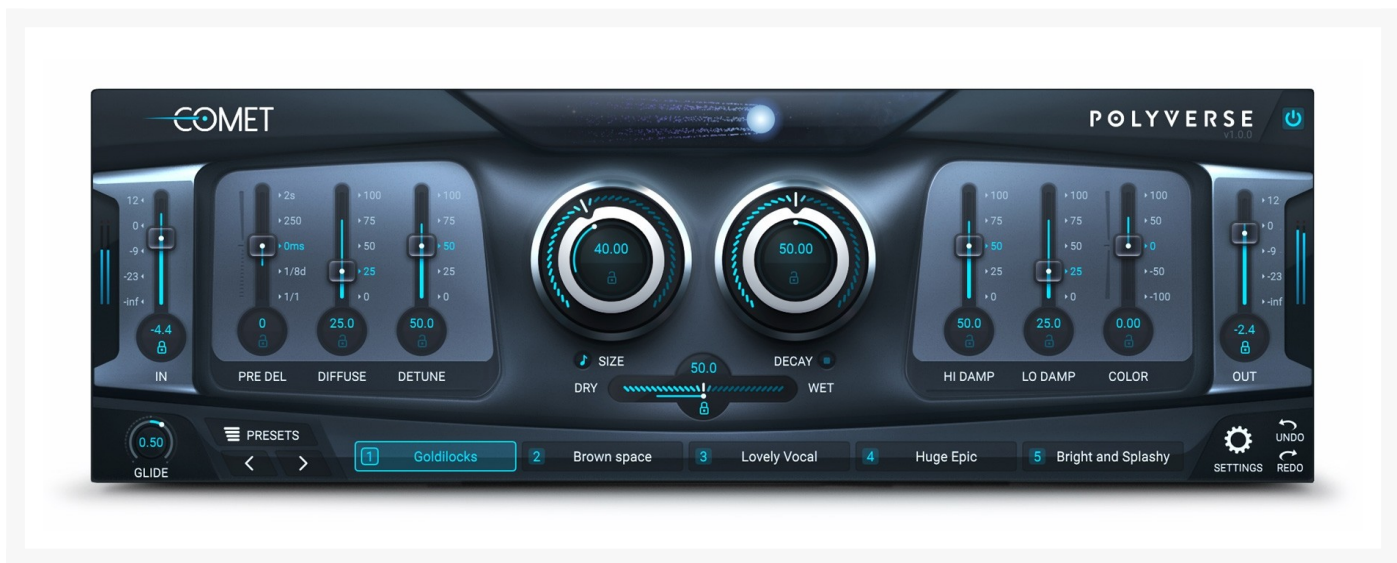 COMET
POLYVERSE
v1.0.0
12
0
-9
-23
-inf
-4.4
IN
2s
250
0ms
1/8d
1/1
0
PRE DEL
100
75
50
25
0
25.0
DIFFUSE
100
75
50
25
0
50.0
DETUNE
40.00
SIZE
50.00
DECAY
DRY
50.0
WET
100
75
50
25
0
50.0
HI DAMP
100
75
50
25
0
25.0
LO DAMP
100
50
0
-50
-100
0.00
COLOR
12
0
-9
-23
-inf
-2.4
OUT
0.50
GLIDE
PRESETS
1 Goldilocks
2 Brown space
3 Lovely Vocal
4 Huge Epic
5 Bright and Splashy
SETTINGS
UNDO
REDO